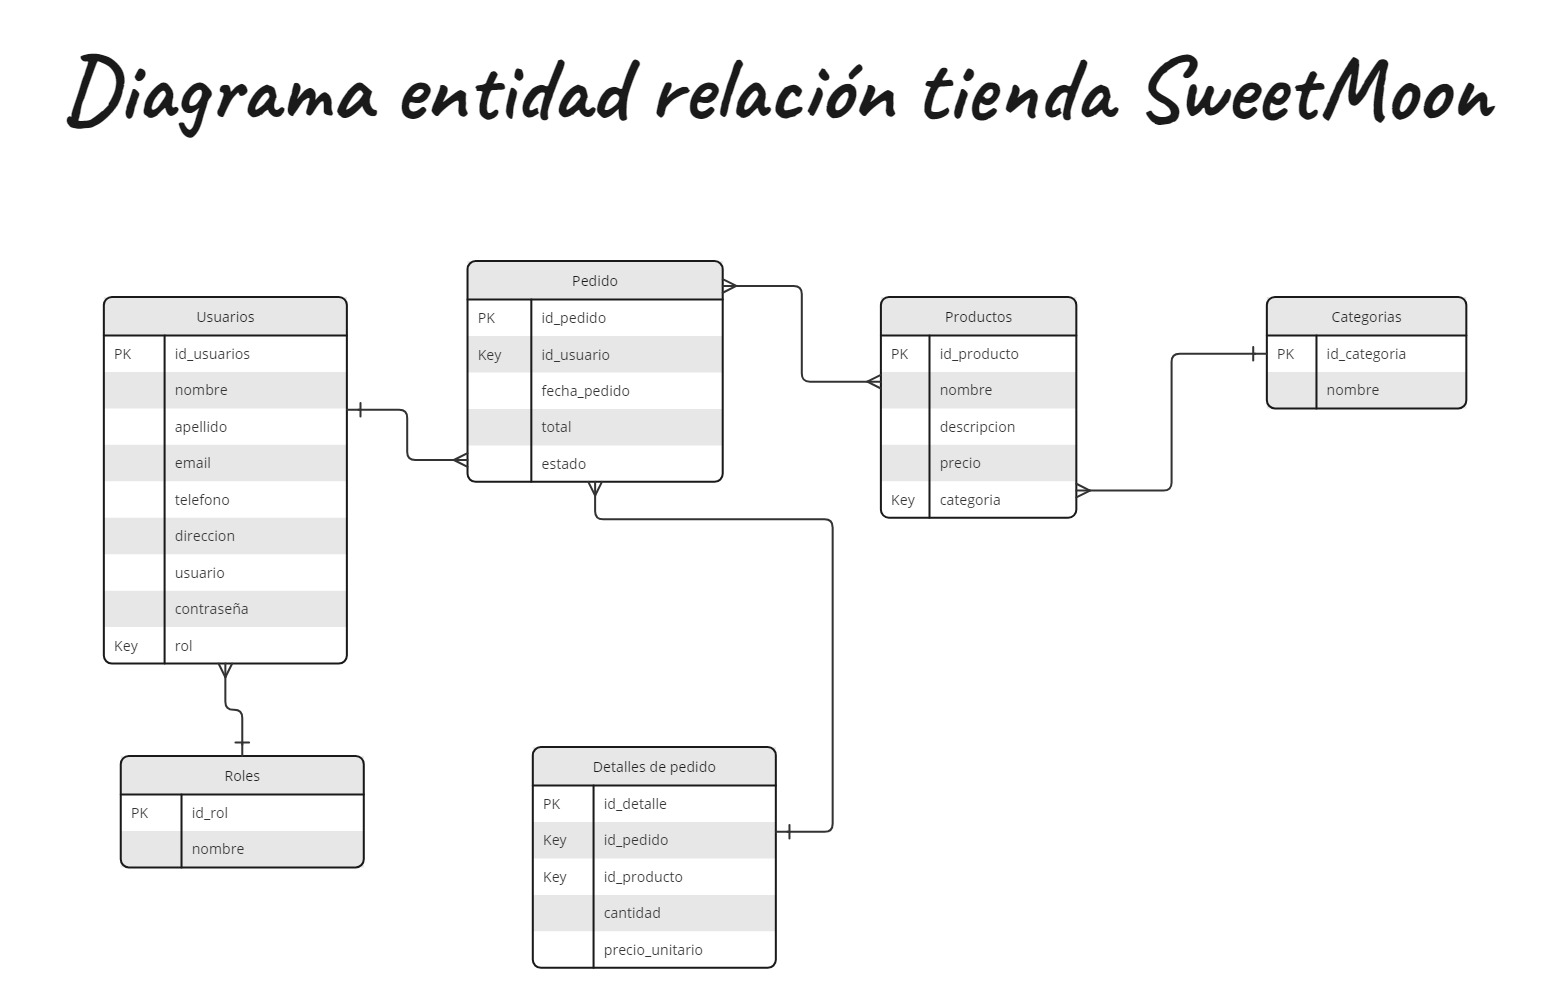 Diagrama entidad relación tienda SweetMoon
Usuarios
PK id_usuarios
nombre
apellido
email
telefono
direccion
usuario
contraseña
Key rol
Pedido
PK id_pedido
Key id_usuario
fecha_pedido
total
estado
Productos
PK id_producto
nombre
descripcion
precio
Key categoria
Categorias
PK id_categoria
nombre
Roles
PK id_rol
nombre
Detalles de pedido
PK id_detalle
Key id_pedido
Key id_producto
cantidad
precio_unitario